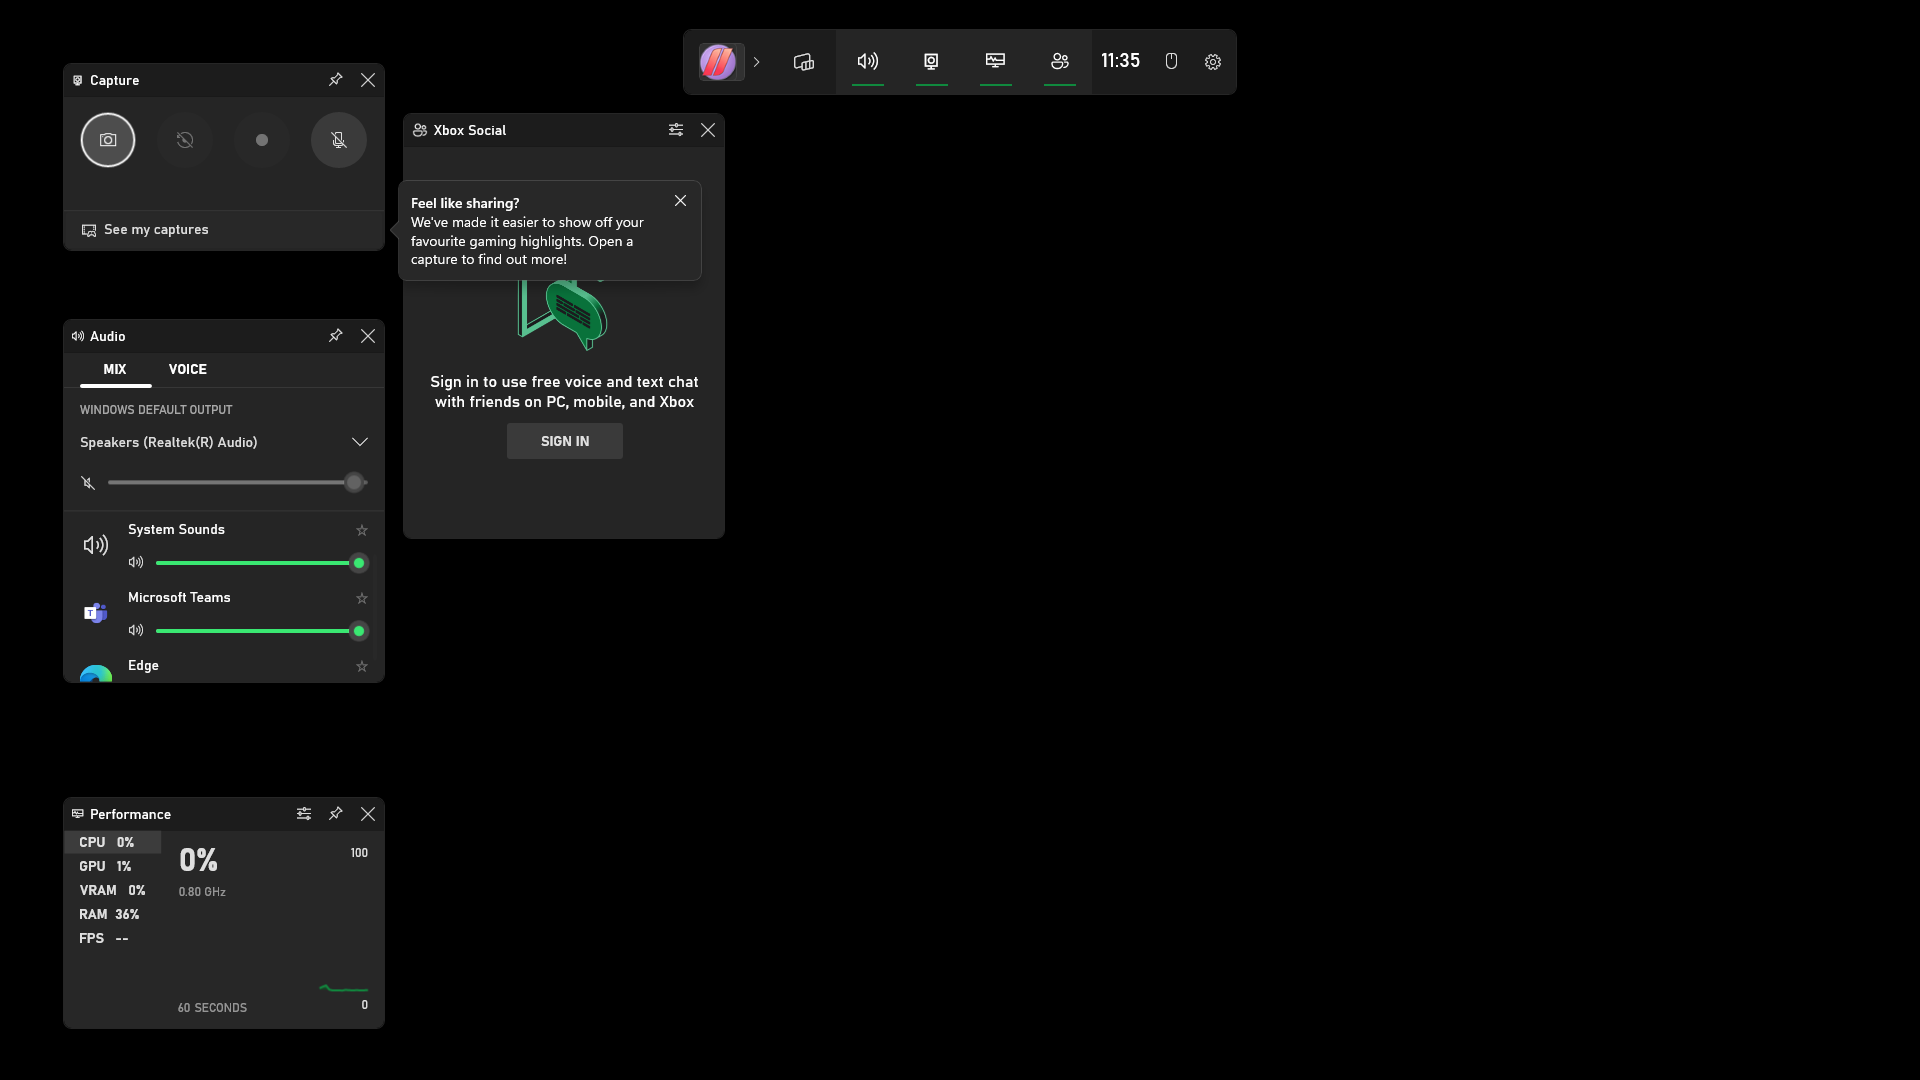 11:35
Capture
See my captures
Xbox Social
Feel like sharing?
We've made it easier to show off your
favourite gaming highlights. Open a
capture to find out more!
Sign in to use free voice and text chat
with friends on PC, mobile, and Xbox
SIGN IN
Audio
MIX VOICE
WINDOWS DEFAULT OUTPUT
Speakers (Realtek(R) Audio)
System Sounds
Microsoft Teams
T
Edge
Performance
CPU 0%
GPU 1%
VRAM 0%
RAM 36%
FPS --
0%
0.80 GHz
100
60 SECONDS
0